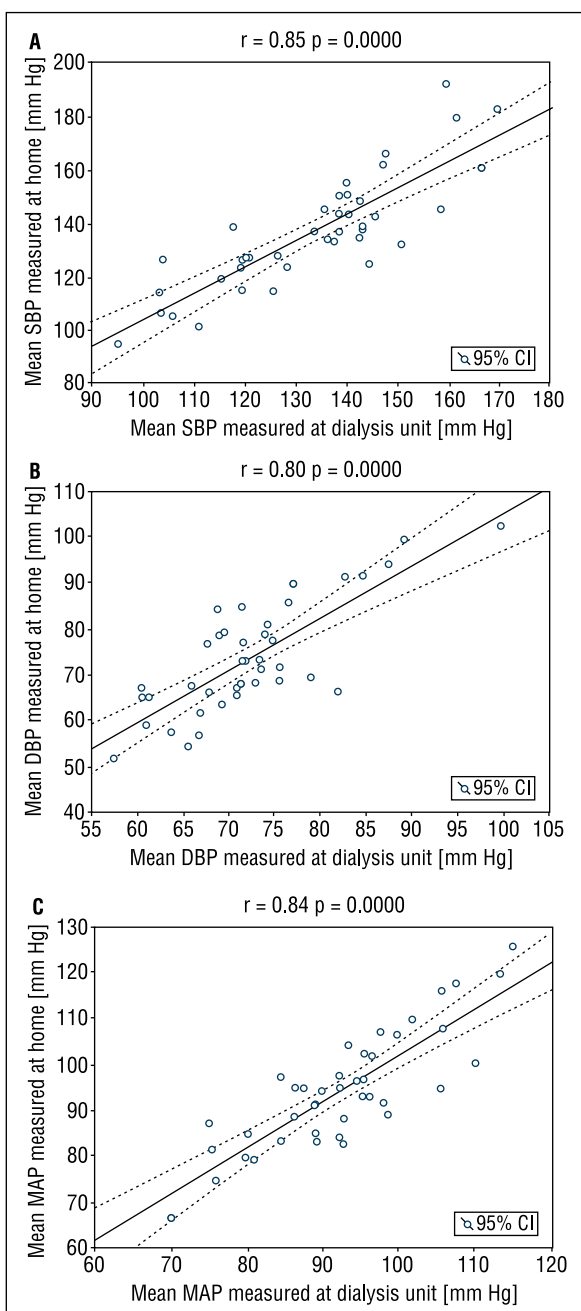 A
r = 0.85 p = 0.0000
Mean SBP measured at home [mm Hg]
200
180
160
140
120
100
80
95% CI
90 100 110 120 130 140 150 160 170 180
Mean SBP measured at dialysis unit [mm Hg]
B
r = 0.80 p = 0.0000
Mean DBP measured at home [mm Hg]
110
100
90
80
70
60
50
40
95% CI
55 60 65 70 75 80 85 90 95 100 105
Mean DBP measured at dialysis unit [mm Hg]
C
r = 0.84 p = 0.0000
Mean MAP measured at home [mm Hg]
130
120
110
100
90
80
70
60
95% CI
60 70 80 90 100 110 120
Mean MAP measured at dialysis unit [mm Hg]